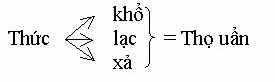 khổ
Thức lạc = Thọ uẩn
xả